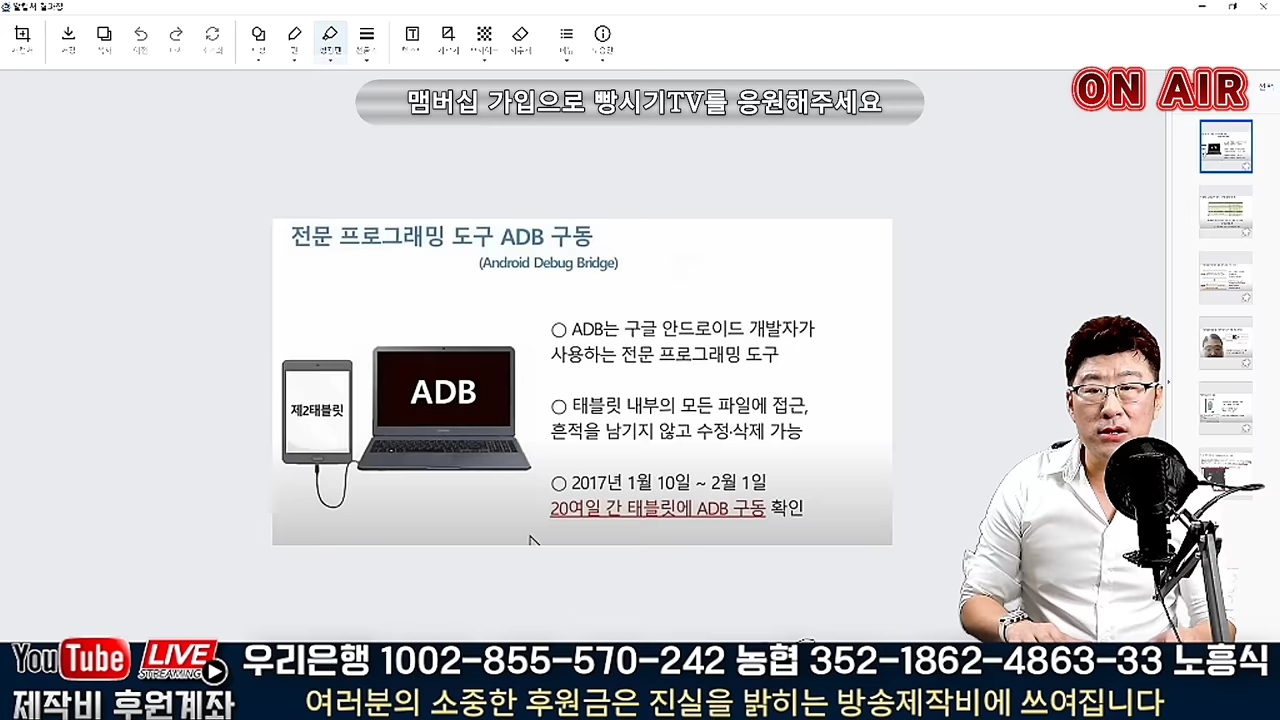 맴버십 가입으로 빵시기TV를 응원해주세요
ON AIR
전문 프로그래밍 도구 ADB 구동
(Android Debug Bridge)
제2태블릿
ADB
○ ADB는 구글 안드로이드 개발자가
사용하는 전문 프로그래밍 도구
○ 태블릿 내부의 모든 파일에 접근,
흔적을 남기지 않고 수정·삭제 가능
○ 2017년 1월 10일 ~ 2월 1일
20여일 간 태블릿에 ADB 구동 확인
YouTube LIVE STREAMING
우리은행 1002-855-570-242 농협 352-1862-4863-33 노흥식
제작비 후원계좌
여러분의 소중한 후원금은 진실을 밝히는 방송제작비에 쓰여집니다